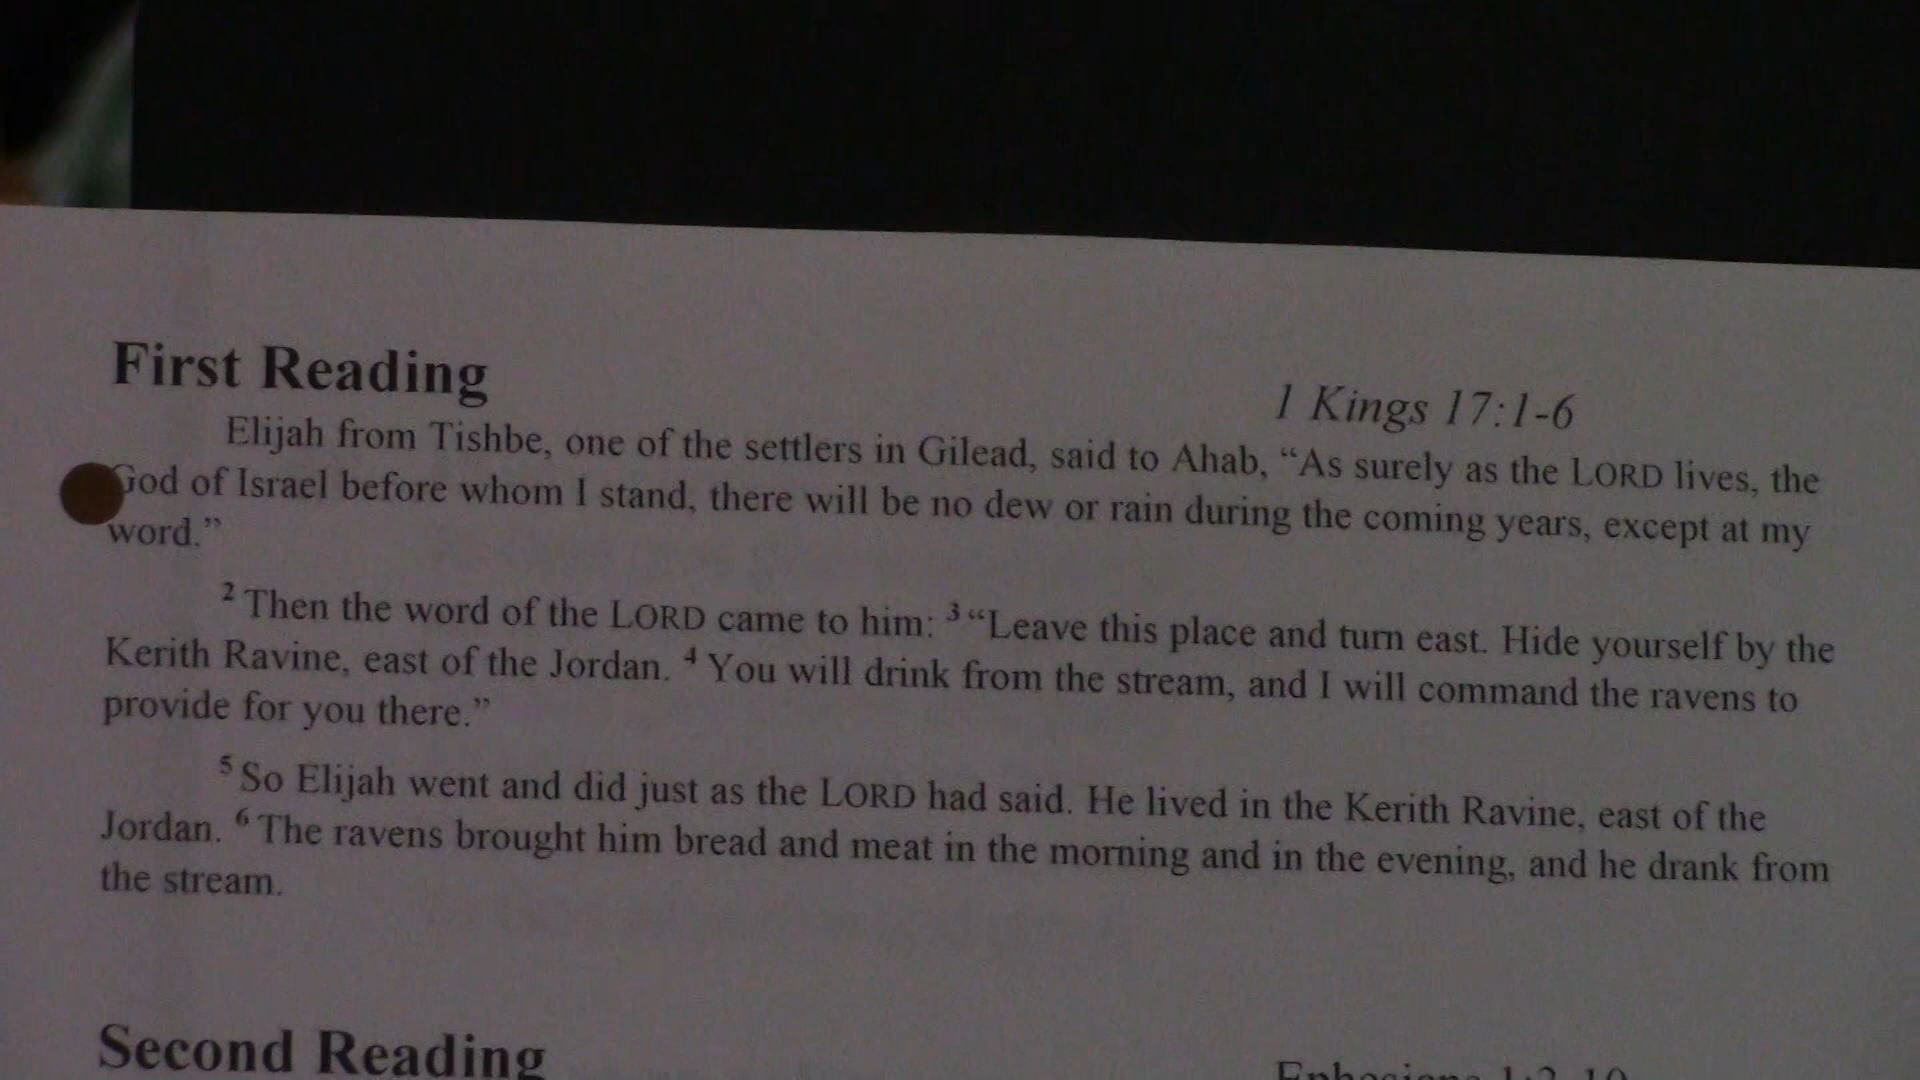 First Reading
1 Kings 17:1-6
Elijah from Tishbe, one of the settlers in Gilead, said to Ahab, “As surely as the LORD lives, the
God of Israel before whom I stand, there will be no dew or rain during the coming years, except at my
word.”
2 Then the word of the LORD came to him: 3 “Leave this place and turn east. Hide yourself by the
Kerith Ravine, east of the Jordan. 4 You will drink from the stream, and I will command the ravens to
provide for you there.”
5 So Elijah went and did just as the LORD had said. He lived in the Kerith Ravine, east of the
Jordan. 6 The ravens brought him bread and meat in the morning and in the evening, and he drank from
the stream.
Second Reading
Ephesians